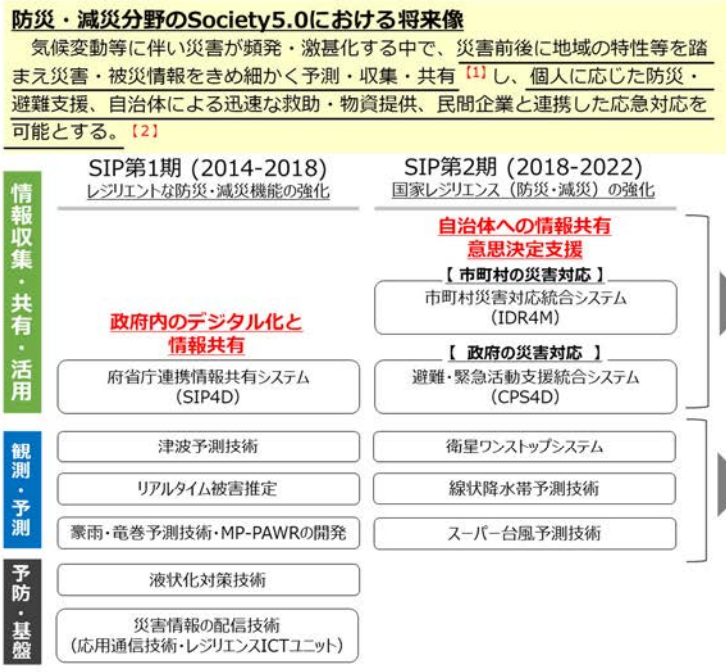 防災・減災分野のSociety5.0における将来像
気候変動等に伴い災害が頻発・激甚化する中で、災害前後に地域の特性等を踏
まえ災害・被災情報をきめ細かく予測・収集・共有【1】し、個人に応じた防災・
避難支援、自治体による迅速な救助・物資提供、民間企業と連携した応急対応を
可能とする。【2】
SIP第1期 (2014-2018)
レジリエントな防災・減災機能の強化
SIP第2期 (2018-2022)
国家レジリエンス（防災・減災）の強化
情報収集・共有・活用
政府内のデジタル化と
情報共有
府省庁連携情報共有システム
(SIP4D)
自治体への情報共有
意思決定支援
【 市町村の災害対応 】
市町村災害対応統合システム
(IDR4M)
【 政府の災害対応 】
避難・緊急活動支援統合システム
(CPS4D)
観測・予測
津波予測技術
リアルタイム被害推定
豪雨・竜巻予測技術・MP-PAWRの開発
衛星ワンストップシステム
線状降水帯予測技術
スーパー台風予測技術
予防・基盤
液状化対策技術
災害情報の配信技術
（応用通信技術・レジリエンスICTユニット）